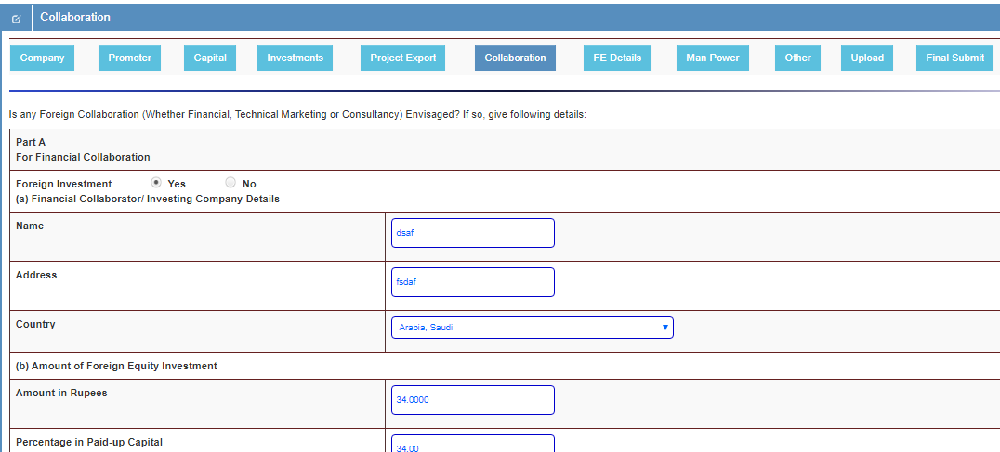 Collaboration
Company Promoter Capital Investments Project Export Collaboration FE Details Man Power Other Upload Final Submit
Is any Foreign Collaboration (Whether Financial, Technical Marketing or Consultancy) Envisaged? If so, give following details:
Part A
For Financial Collaboration
Foreign Investment Yes No
(a) Financial Collaborator/ Investing Company Details
Name dsaf
Address fsdaf
Country Arabia, Saudi
(b) Amount of Foreign Equity Investment
Amount in Rupees 34.0000
Percentage in Paid-up Capital 34.00